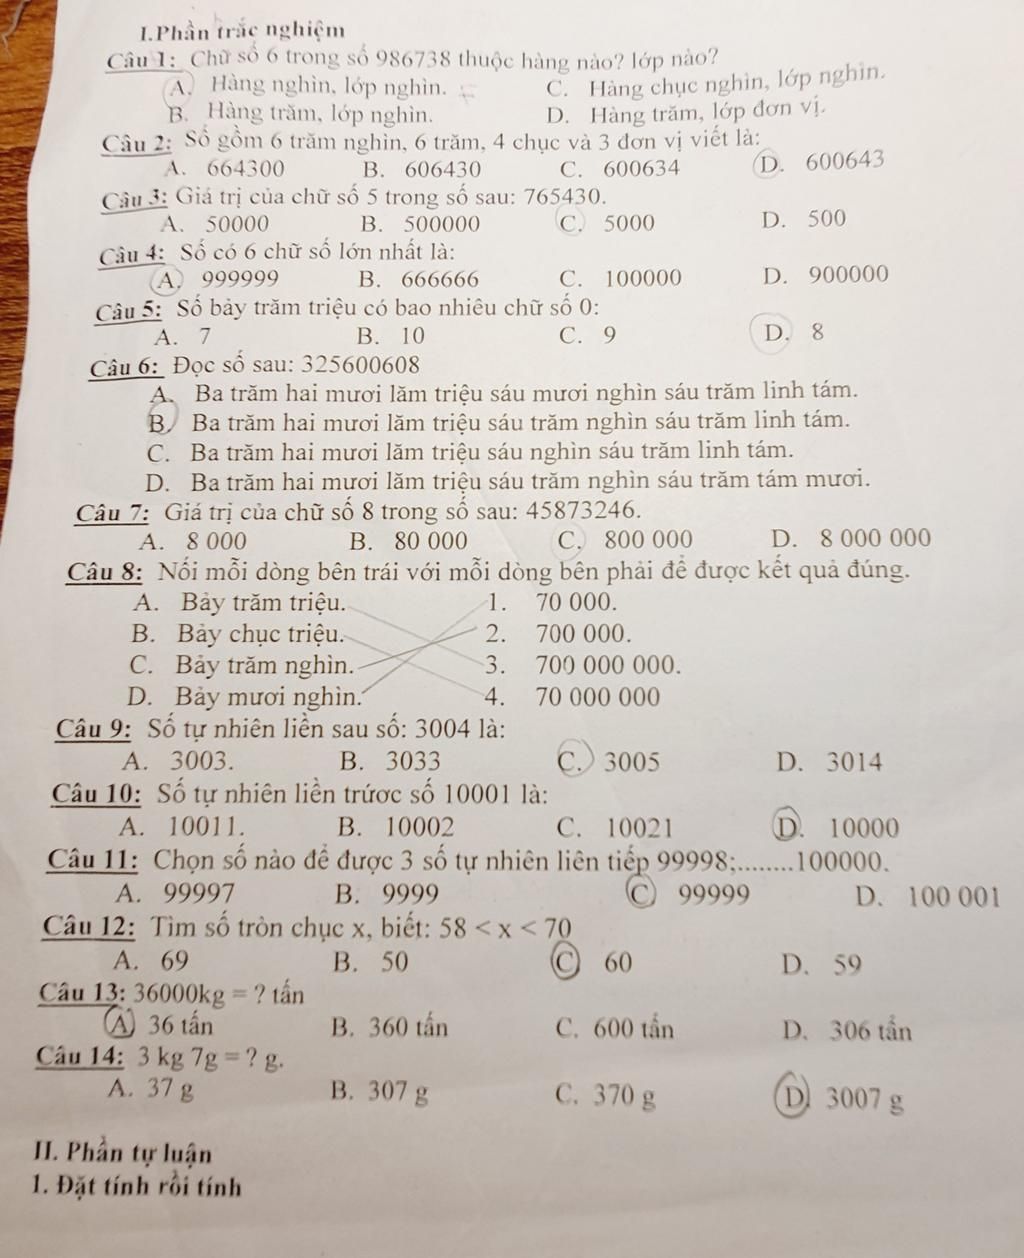 I.Phần trắc nghiệm
Câu 1: Chữ số 6 trong số 986738 thuộc hàng nào? lớp nào?
A. Hàng nghìn, lớp nghìn. C. Hàng chục nghìn, lớp nghìn.
B. Hàng trăm, lớp nghìn. D. Hàng trăm, lớp đơn vị.
Câu 2: Số gồm 6 trăm nghìn, 6 trăm, 4 chục và 3 đơn vị viết là:
A. 664300 B. 606430 C. 600634 D. 600643
Câu 3: Giá trị của chữ số 5 trong số sau: 765430.
A. 50000 B. 500000 C. 5000 D. 500
Câu 4: Số có 6 chữ số lớn nhất là:
A. 999999 B. 666666 C. 100000 D. 900000
Câu 5: Số bảy trăm triệu có bao nhiêu chữ số 0:
A. 7 B. 10 C. 9 D. 8
Câu 6: Đọc số sau: 325600608
A. Ba trăm hai mươi lăm triệu sáu mươi nghìn sáu trăm linh tám.
B. Ba trăm hai mươi lăm triệu sáu trăm nghìn sáu trăm linh tám.
C. Ba trăm hai mươi lăm triệu sáu nghìn sáu trăm linh tám.
D. Ba trăm hai mươi lăm triệu sáu trăm nghìn sáu trăm tám mươi.
Câu 7: Giá trị của chữ số 8 trong số sau: 45873246.
A. 8 000 B. 80 000 C. 800 000 D. 8 000 000
Câu 8: Nối mỗi dòng bên trái với mỗi dòng bên phải để được kết quả đúng.
A. Bảy trăm triệu. 1. 70 000.
B. Bảy chục triệu. 2. 700 000.
C. Bảy trăm nghìn. 3. 700 000 000.
D. Bảy mươi nghìn. 4. 70 000 000
Câu 9: Số tự nhiên liền sau số: 3004 là:
A. 3003. B. 3033 C. 3005 D. 3014
Câu 10: Số tự nhiên liền trứơc số 10001 là:
A. 10011. B. 10002 C. 10021 D. 10000
Câu 11: Chọn số nào để được 3 số tự nhiên liên tiếp 99998;........100000.
A. 99997 B. 9999 C 99999 D. 100 001
Câu 12: Tìm số tròn chục x, biết: 58 < x < 70
A. 69 B. 50 C 60 D. 59
Câu 13: 36000kg = ? tấn
A 36 tấn B. 360 tấn C. 600 tấn D. 306 tấn
Câu 14: 3 kg 7g = ? g.
A. 37 g B. 307 g C. 370 g D. 3007 g
II. Phần tự luận
1. Đặt tính rồi tính